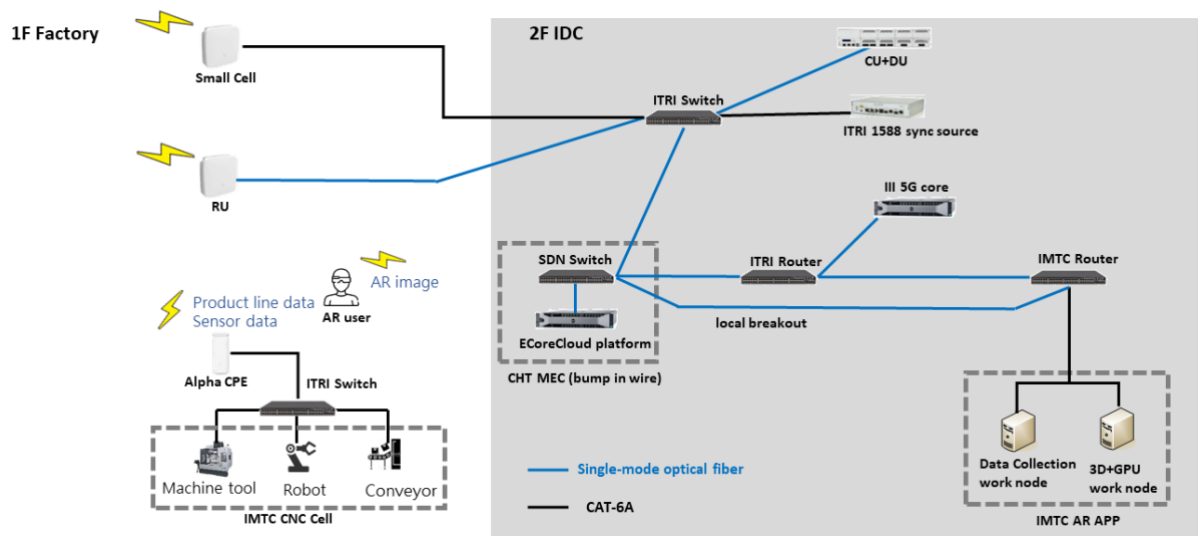 1F Factory
2F IDC
Small Cell
CU+DU
ITRI Switch
ITRI 1588 sync source
RU
III 5G core
SDN Switch
ITRI Router
IMTC Router
AR image
Product line data
Sensor data
AR user
local breakout
ECoreCloud platform
Alpha CPE
ITRI Switch
CHT MEC (bump in wire)
Machine tool
Robot
Conveyor
IMTC CNC Cell
Single-mode optical fiber
CAT-6A
Data Collection
work node
3D+GPU
work node
IMTC AR APP